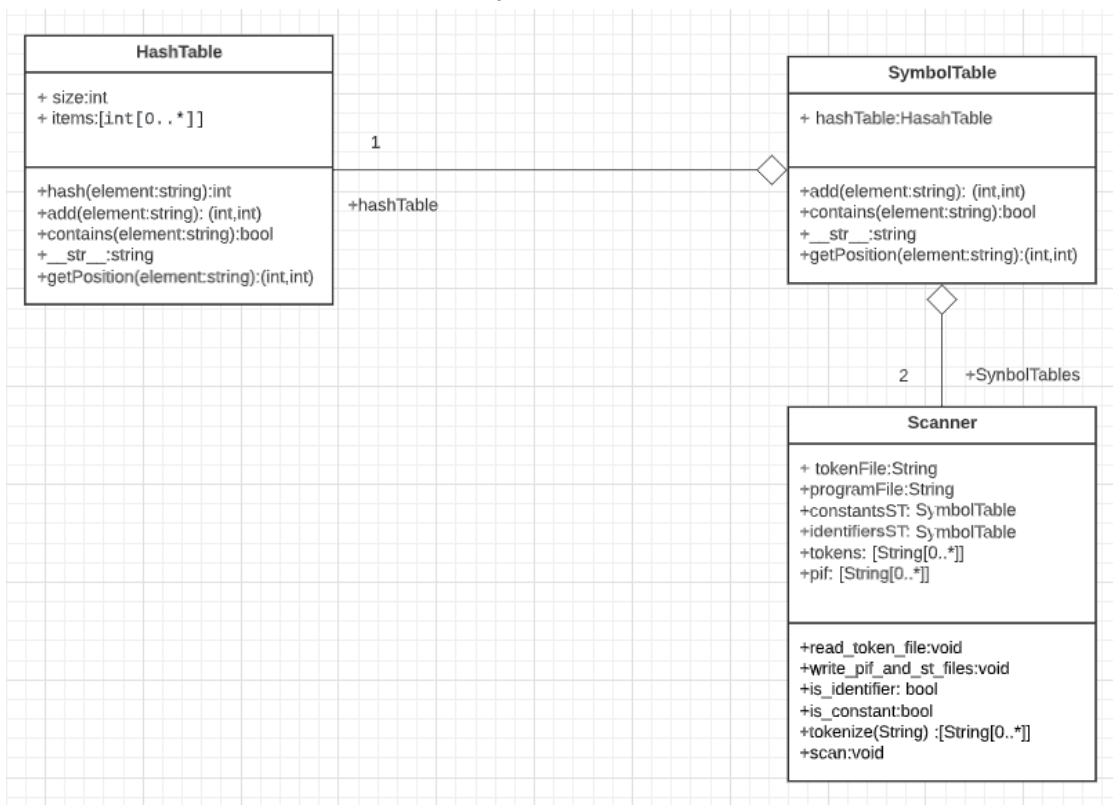 HashTable
+ size:int
+ items:[int[0..*]]
+hash(element:string):int
+add(element:string): (int,int)
+contains(element:string):bool
+__str__:string
+getPosition(element:string):(int,int)
1
+hashTable
SymbolTable
+ hashTable:HasahTable
+add(element:string): (int,int)
+contains(element:string):bool
+__str__:string
+getPosition(element:string):(int,int)
2
+SynbolTables
Scanner
+ tokenFile:String
+programFile:String
+constantsST: SymbolTable
+identifiersST: SymbolTable
+tokens: [String[0..*]]
+pif: [String[0..*]]
+read_token_file:void
+write_pif_and_st_files:void
+is_identifier: bool
+is_constant:bool
+tokenize(String) :[String[0..*]]
+scan:void